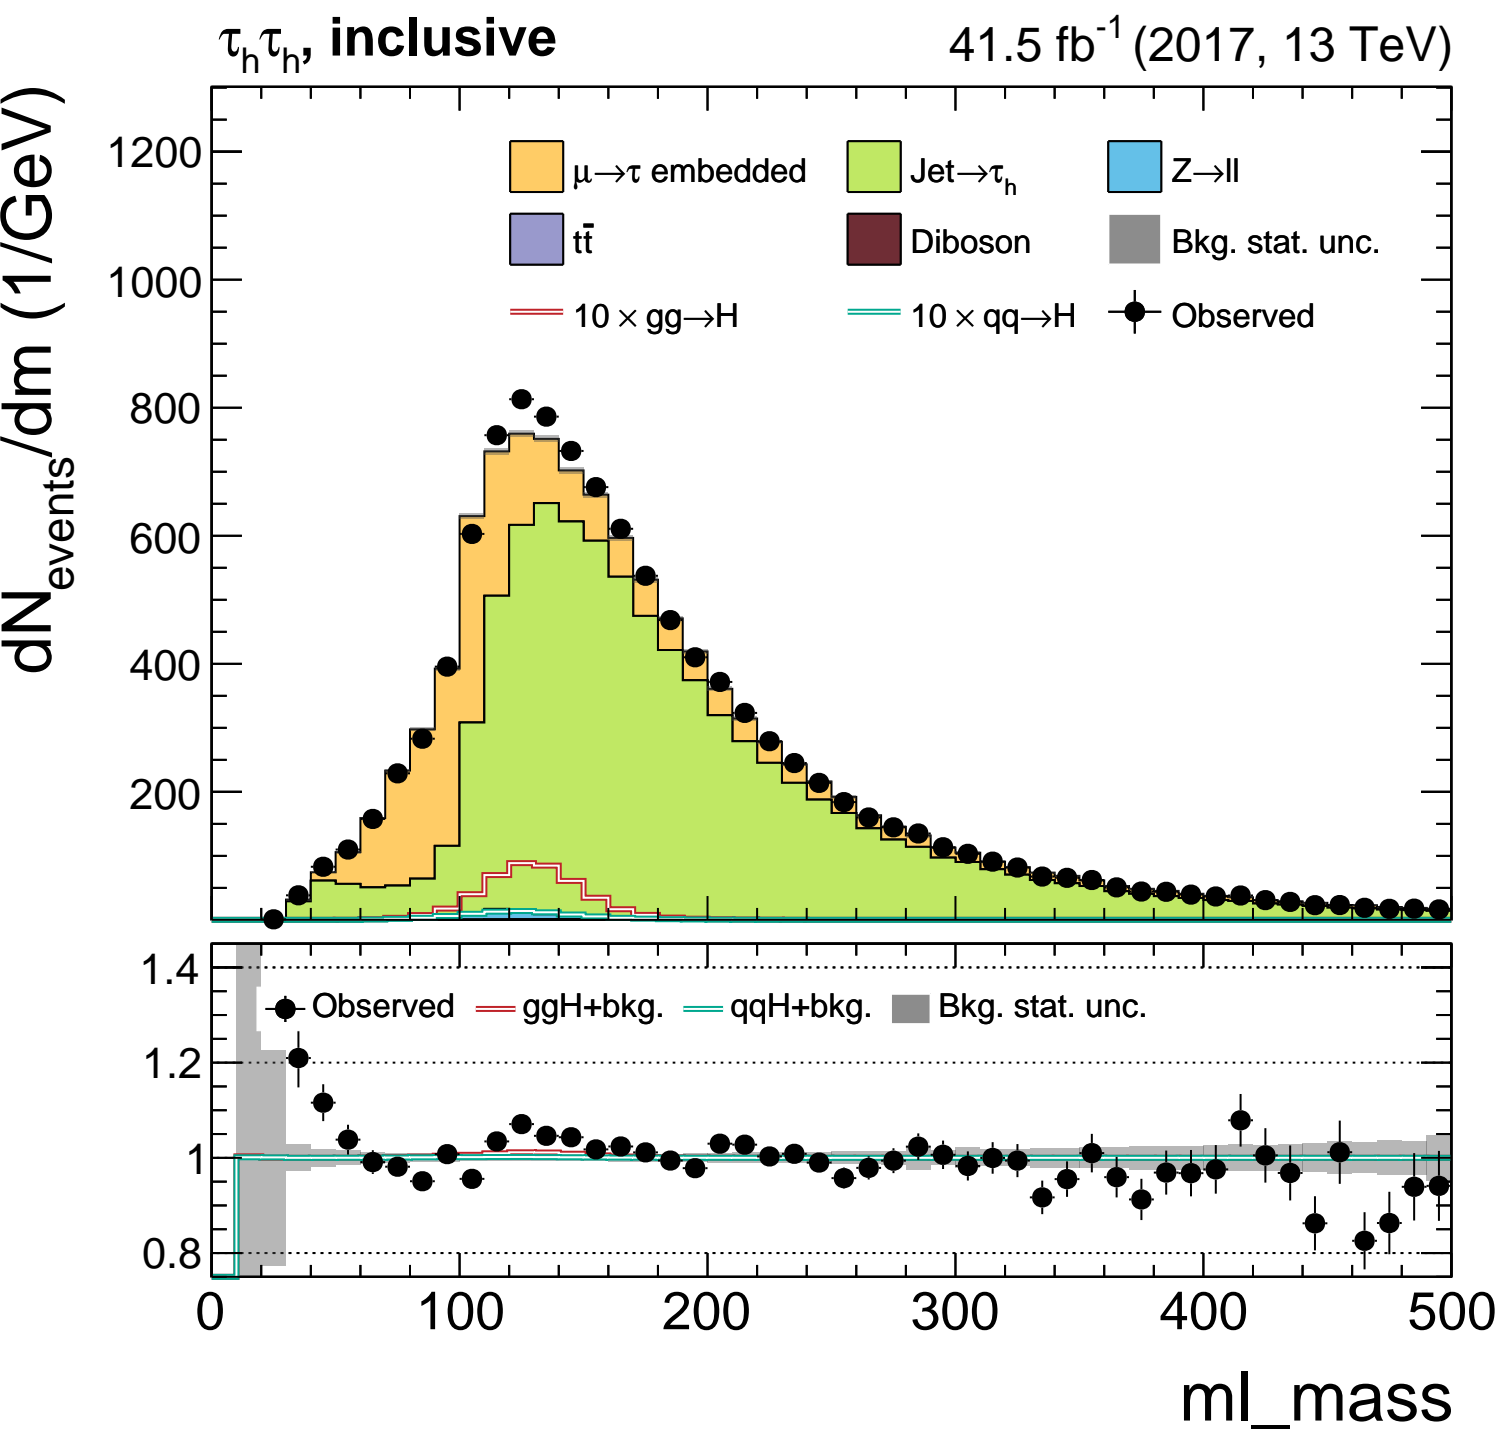 τhτh, inclusive 41.5 fb-1 (2017, 13 TeV)
dNevents/dm (1/GeV)
1200
1000
800
600
400
200
μ→τ embedded Jet→τh Z→ll
tt̄ Diboson Bkg. stat. unc.
10 × gg→H 10 × qq→H Observed
1.4
1.2
1
0.8
Observed ggH+bkg. qqH+bkg. Bkg. stat. unc.
0 100 200 300 400 500
ml_mass